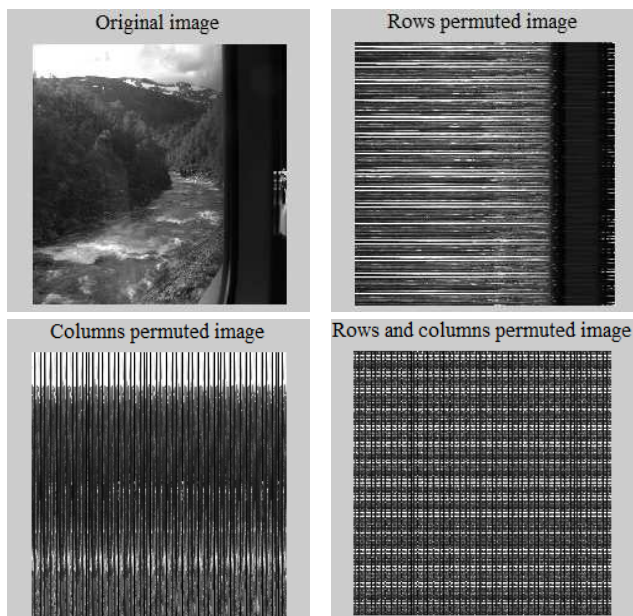 Original image
Rows permuted image
Columns permuted image
Rows and columns permuted image